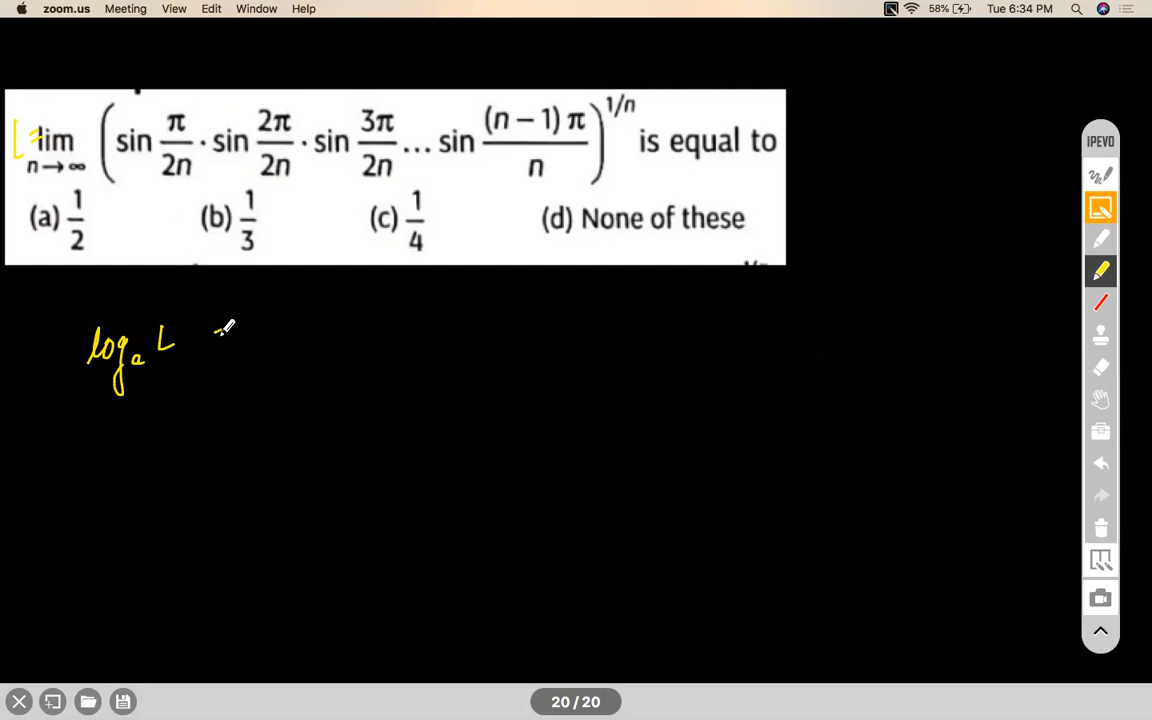 zoom.us Meeting View Edit Window Help 58% Tue 6:34 PM
L= lim n→∞ (sin π/2n · sin 2π/2n · sin 3π/2n ... sin (n − 1) π/n)^1/n is equal to
(a) 1/2 (b) 1/3 (c) 1/4 (d) None of these
log_e L
IPEVO
20 / 20